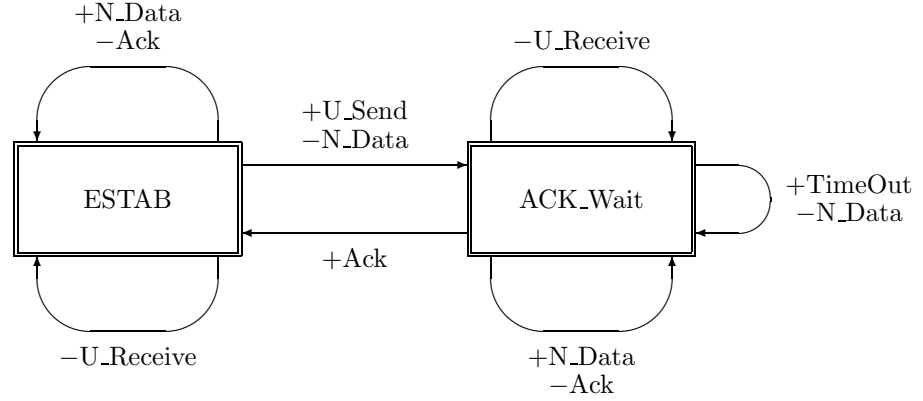 +N_Data
−Ack
−U_Receive
+U_Send
−N_Data
ESTAB
ACK_Wait
+TimeOut
−N_Data
+Ack
−U_Receive
+N_Data
−Ack